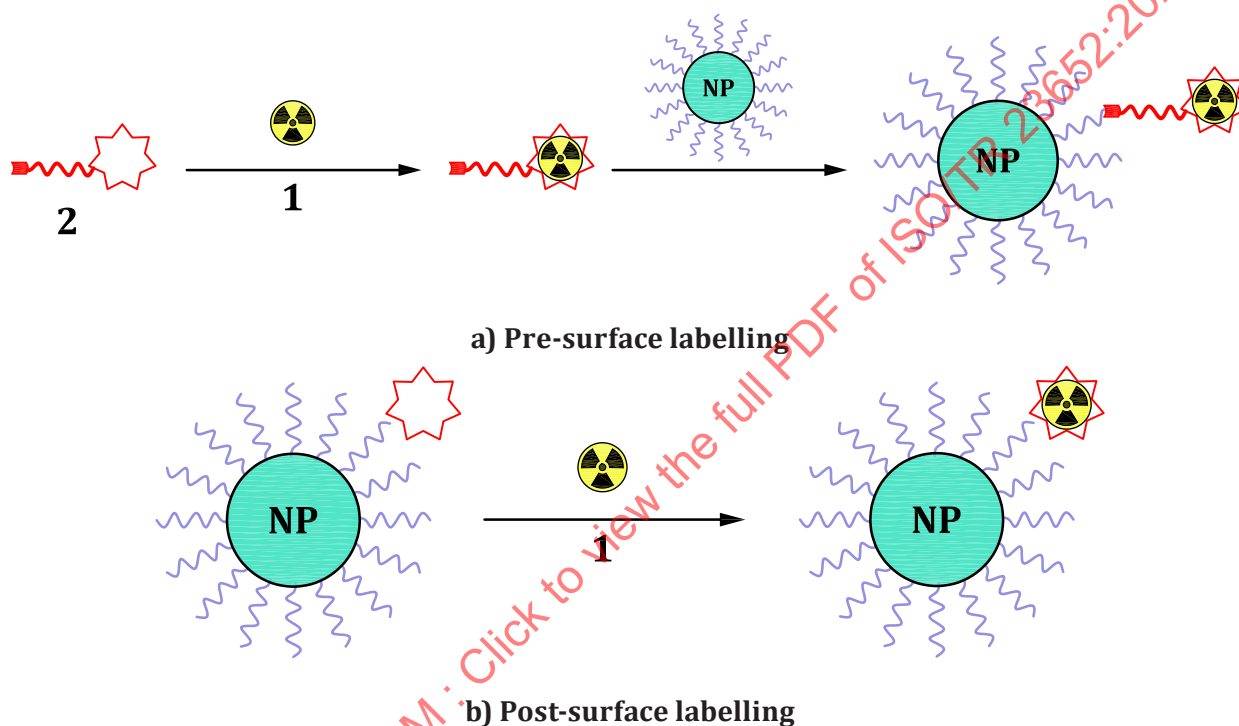 NP
1
2
NP
a) Pre-surface labelling
NP
1
NP
b) Post-surface labelling
M : Click to view the full PDF of ISO TR 23652:20